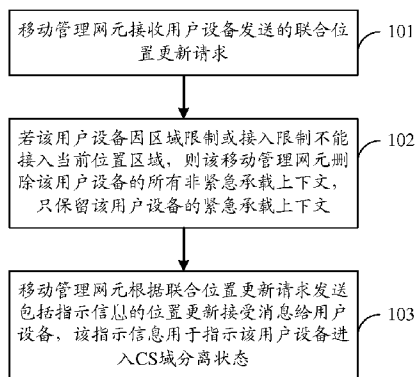 移动管理网元接收用户设备发送的联合位
置更新请求
101
若该用户设备因区域限制或接入限制不能
接入当前位置区域，则该移动管理网元删
除该用户设备的所有非紧急承载上下文，
只保留该用户设备的紧急承载上下文
102
移动管理网元根据联合位置更新请求发送
包括指示信息的位置更新接受消息给用户
设备，该指示信息用于指示该用户设备进
入CS域分离状态
103